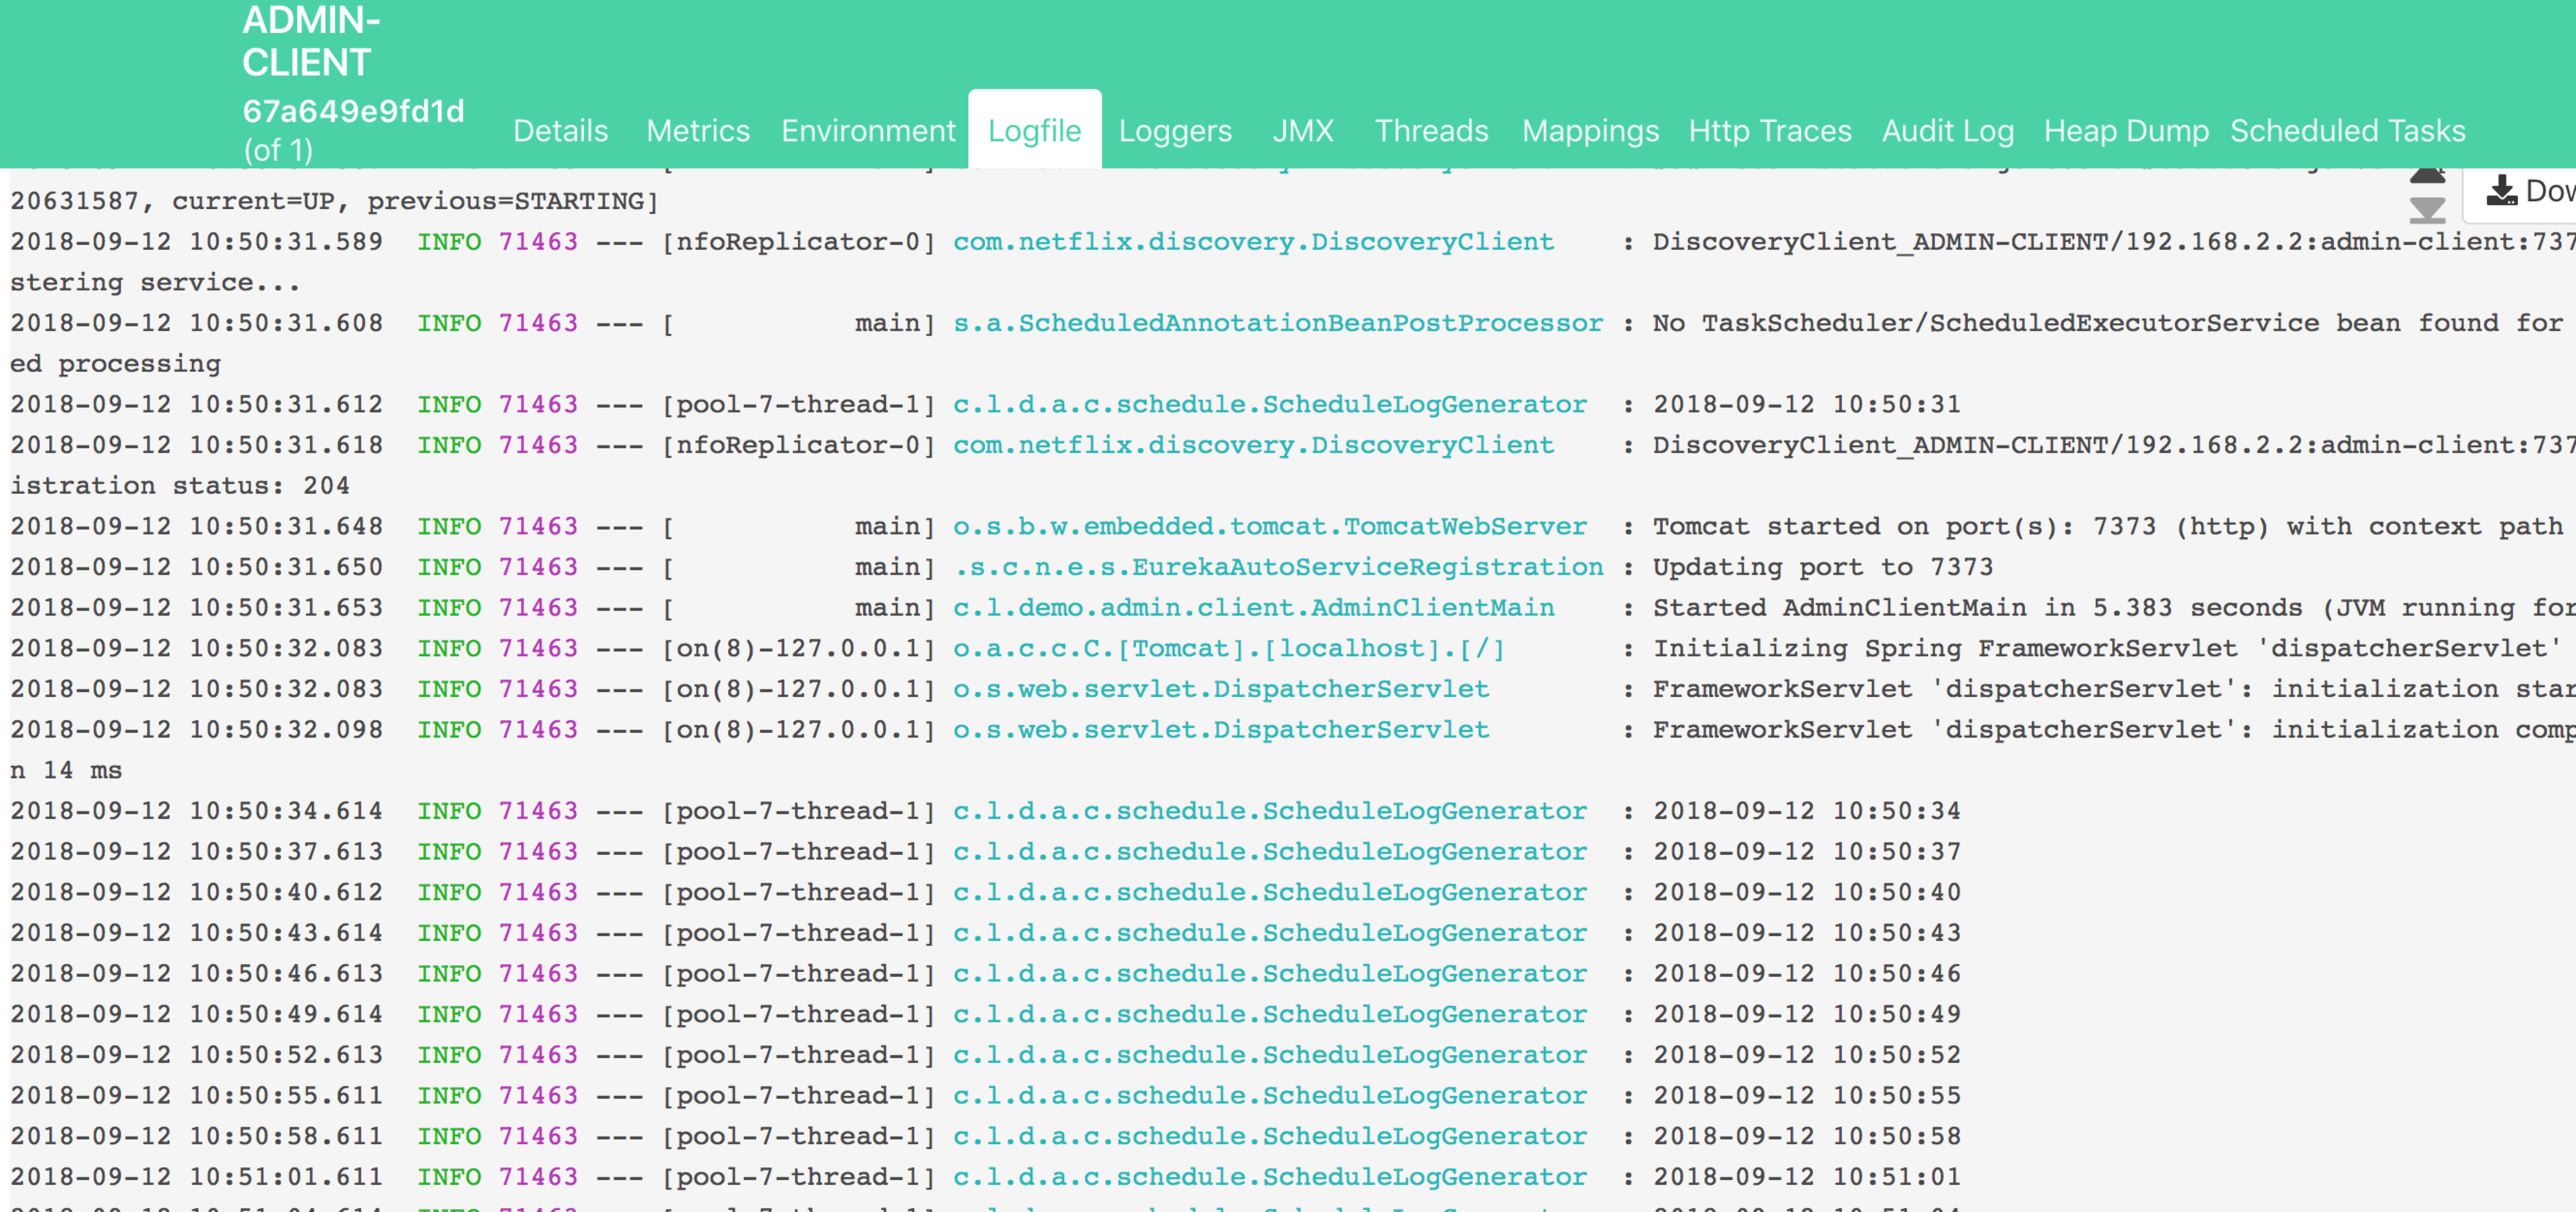 ADMIN-
CLIENT
67a649e9fd1d
(of 1)
Details Metrics Environment Logfile Loggers JMX Threads Mappings Http Traces Audit Log Heap Dump Scheduled Tasks
20631587, current=UP, previous=STARTING]
2018-09-12 10:50:31.589 INFO 71463 --- [nfoReplicator-0] com.netflix.discovery.DiscoveryClient : DiscoveryClient_ADMIN-CLIENT/192.168.2.2:admin-client:737
stering service...
2018-09-12 10:50:31.608 INFO 71463 --- [ main] s.a.ScheduledAnnotationBeanPostProcessor : No TaskScheduler/ScheduledExecutorService bean found for
ed processing
2018-09-12 10:50:31.612 INFO 71463 --- [pool-7-thread-1] c.l.d.a.c.schedule.ScheduleLogGenerator : 2018-09-12 10:50:31
2018-09-12 10:50:31.618 INFO 71463 --- [nfoReplicator-0] com.netflix.discovery.DiscoveryClient : DiscoveryClient_ADMIN-CLIENT/192.168.2.2:admin-client:737
istration status: 204
2018-09-12 10:50:31.648 INFO 71463 --- [ main] o.s.b.w.embedded.tomcat.TomcatWebServer : Tomcat started on port(s): 7373 (http) with context path
2018-09-12 10:50:31.650 INFO 71463 --- [ main] .s.c.n.e.s.EurekaAutoServiceRegistration : Updating port to 7373
2018-09-12 10:50:31.653 INFO 71463 --- [ main] c.l.demo.admin.client.AdminClientMain : Started AdminClientMain in 5.383 seconds (JVM running for
2018-09-12 10:50:32.083 INFO 71463 --- [on(8)-127.0.0.1] o.a.c.c.C.[Tomcat].[localhost].[/] : Initializing Spring FrameworkServlet 'dispatcherServlet'
2018-09-12 10:50:32.083 INFO 71463 --- [on(8)-127.0.0.1] o.s.web.servlet.DispatcherServlet : FrameworkServlet 'dispatcherServlet': initialization star
2018-09-12 10:50:32.098 INFO 71463 --- [on(8)-127.0.0.1] o.s.web.servlet.DispatcherServlet : FrameworkServlet 'dispatcherServlet': initialization comp
n 14 ms
2018-09-12 10:50:34.614 INFO 71463 --- [pool-7-thread-1] c.l.d.a.c.schedule.ScheduleLogGenerator : 2018-09-12 10:50:34
2018-09-12 10:50:37.613 INFO 71463 --- [pool-7-thread-1] c.l.d.a.c.schedule.ScheduleLogGenerator : 2018-09-12 10:50:37
2018-09-12 10:50:40.612 INFO 71463 --- [pool-7-thread-1] c.l.d.a.c.schedule.ScheduleLogGenerator : 2018-09-12 10:50:40
2018-09-12 10:50:43.614 INFO 71463 --- [pool-7-thread-1] c.l.d.a.c.schedule.ScheduleLogGenerator : 2018-09-12 10:50:43
2018-09-12 10:50:46.613 INFO 71463 --- [pool-7-thread-1] c.l.d.a.c.schedule.ScheduleLogGenerator : 2018-09-12 10:50:46
2018-09-12 10:50:49.614 INFO 71463 --- [pool-7-thread-1] c.l.d.a.c.schedule.ScheduleLogGenerator : 2018-09-12 10:50:49
2018-09-12 10:50:52.613 INFO 71463 --- [pool-7-thread-1] c.l.d.a.c.schedule.ScheduleLogGenerator : 2018-09-12 10:50:52
2018-09-12 10:50:55.611 INFO 71463 --- [pool-7-thread-1] c.l.d.a.c.schedule.ScheduleLogGenerator : 2018-09-12 10:50:55
2018-09-12 10:50:58.611 INFO 71463 --- [pool-7-thread-1] c.l.d.a.c.schedule.ScheduleLogGenerator : 2018-09-12 10:50:58
2018-09-12 10:51:01.611 INFO 71463 --- [pool-7-thread-1] c.l.d.a.c.schedule.ScheduleLogGenerator : 2018-09-12 10:51:01